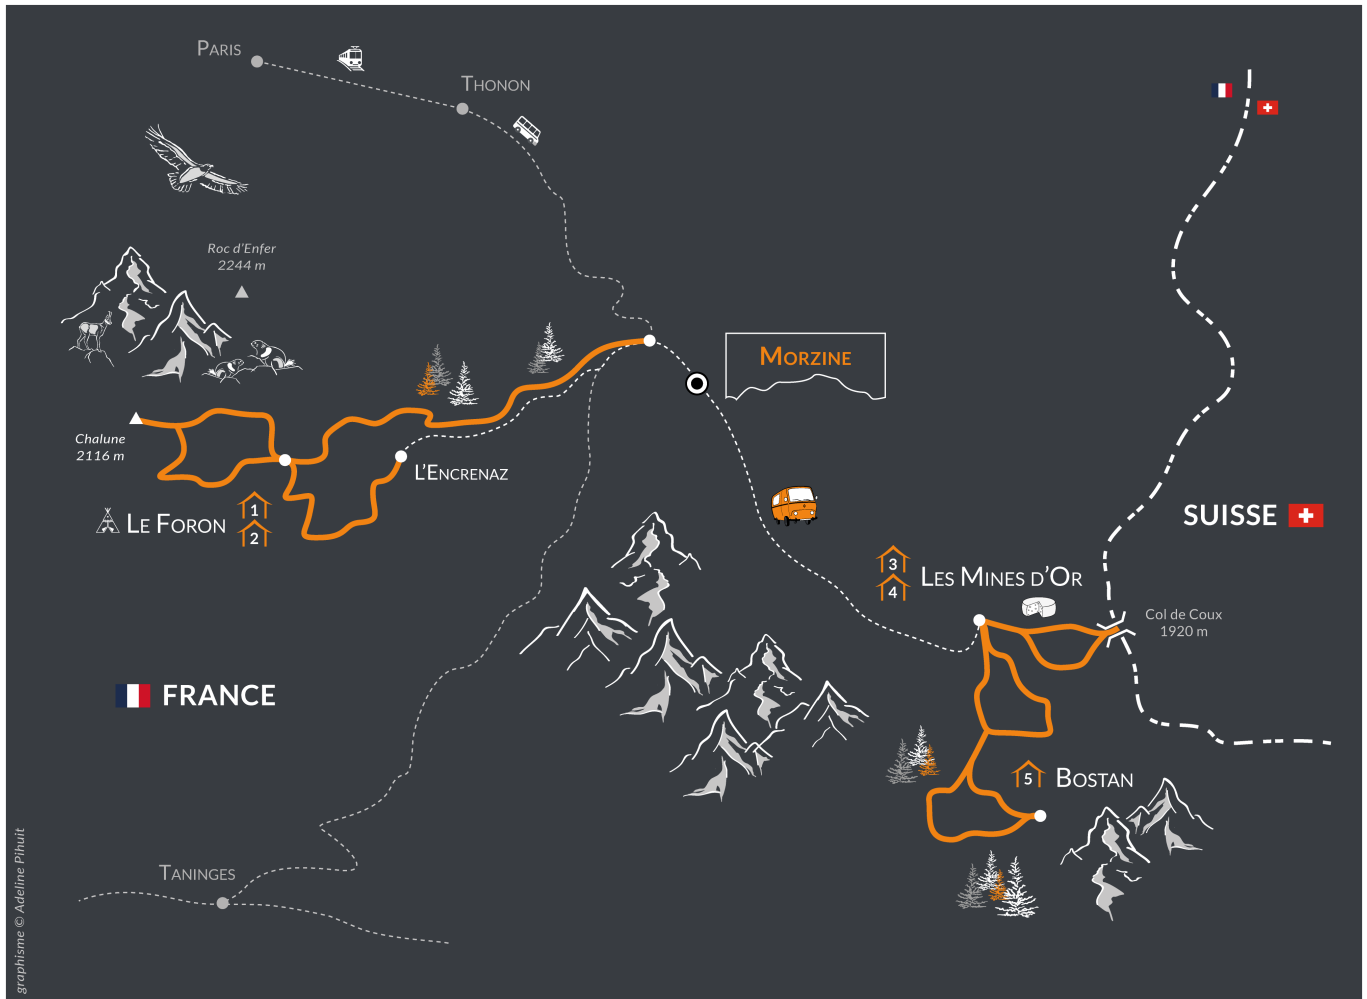 PARIS
THONON
Roc d'Enfer
2244 m
MORZINE
Chalune
2116 m
L'ENCRENAZ
1
LE FORON
2
SUISSE
3
LES MINES D'OR
4
Col de Coux
1920 m
FRANCE
5
BOSTAN
TANINGES
graphisme © Adeline Pihuit